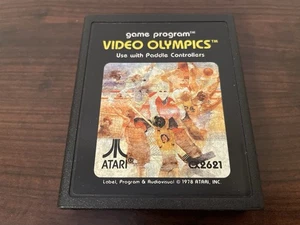 game program™
VIDEO OLYMPICS™
Use with Paddle Controllers
ATARI®
CX2621
Label, Program & Audiovisual © 1978 ATARI, INC.